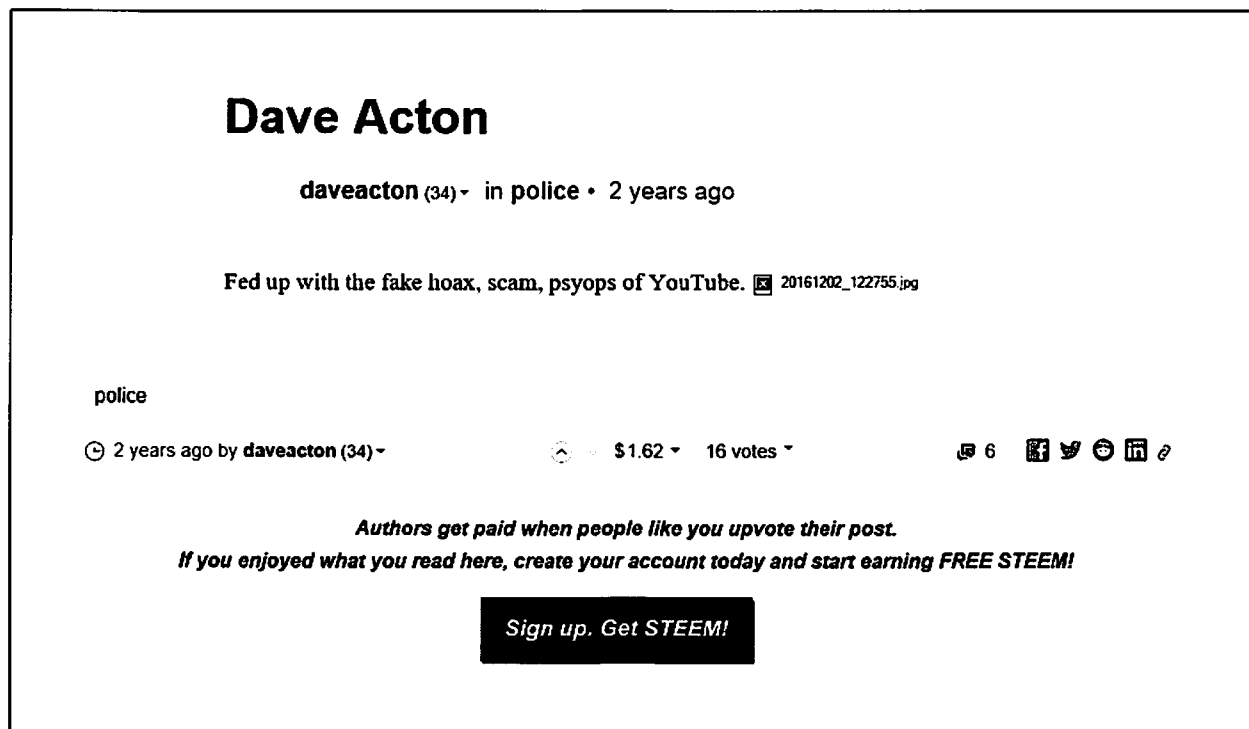 Dave Acton
daveacton (34) in police • 2 years ago
Fed up with the fake hoax, scam, psyops of YouTube. 20161202_122755.jpg
police
2 years ago by daveacton (34)
$1.62 16 votes 6
Authors get paid when people like you upvote their post.
If you enjoyed what you read here, create your account today and start earning FREE STEEM!
Sign up. Get STEEM!